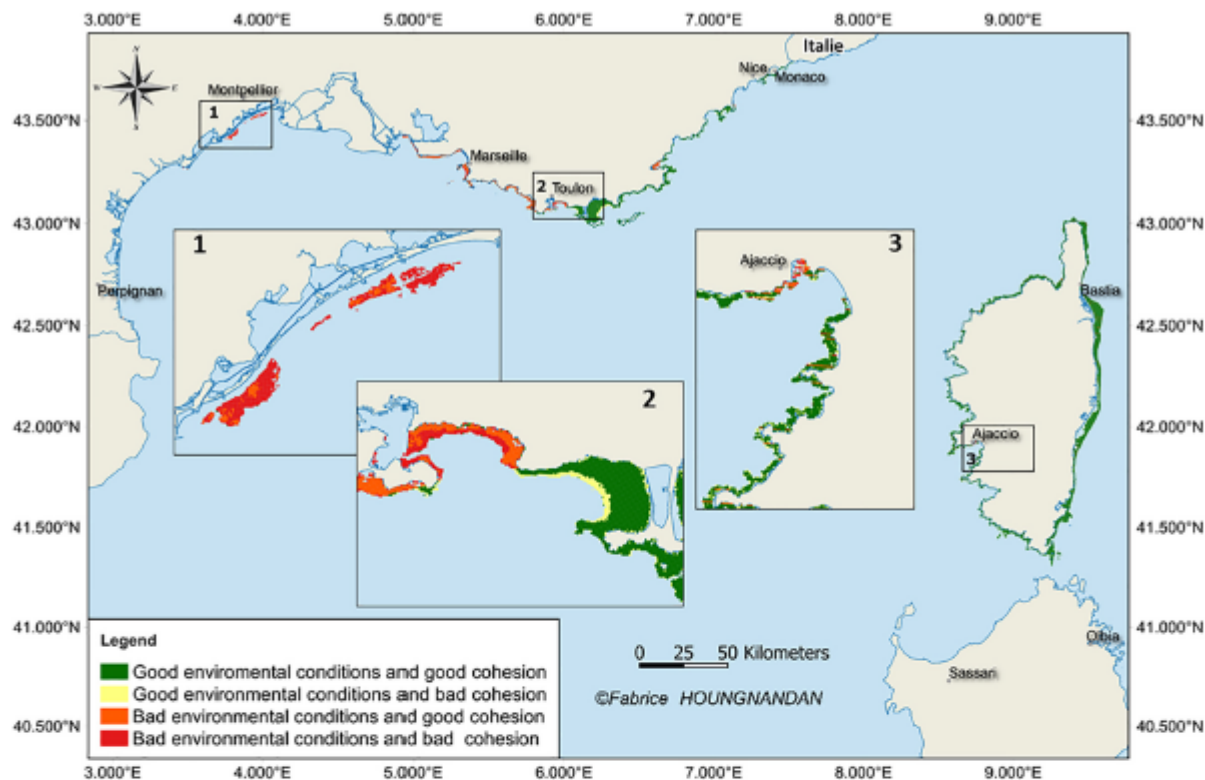 3.000°E 4.000°E 5.000°E 6.000°E 7.000°E 8.000°E 9.000°E
Italie
N
W E
S
Nice
Monaco
Montpellier
1
43.500°N 43.500°N
Marseille
2 Toulon
43.000°N 43.000°N
1
3
Ajaccio
Perpignan
Bastia
42.500°N 42.500°N
2
42.000°N 42.000°N
Ajaccio
3
41.500°N 41.500°N
41.000°N 41.000°N
Olbia
Sassari
Legend
Good enviromental conditions and good cohesion
Good environmental conditions and bad cohesion
Bad environmental conditions and good cohesion
Bad environmental conditions and bad cohesion
0 25 50 Kilometers
©Fabrice HOUNGNANDAN
40.500°N 40.500°N
3.000°E 4.000°E 5.000°E 6.000°E 7.000°E 8.000°E 9.000°E